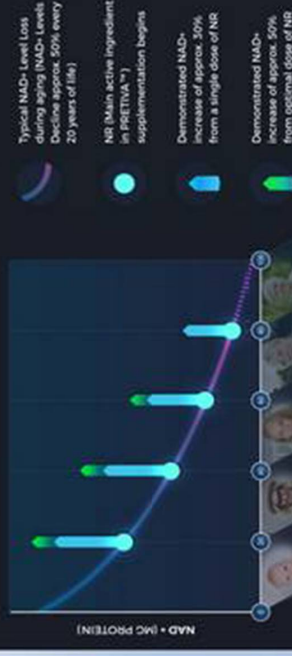 Typical NAD+ Level Loss
during aging (NAD+ Levels
Decline approx. 50% every
20 years of life)
NR (Main active ingredient
in PRETIVA™)
supplementation begins
Demonstrated NAD+
increase of approx. 30%
from a single dose of NR
Demonstrated NAD+
increase of approx. 50%
from optimal dose of NR
NAD+ (MG PROTEIN)